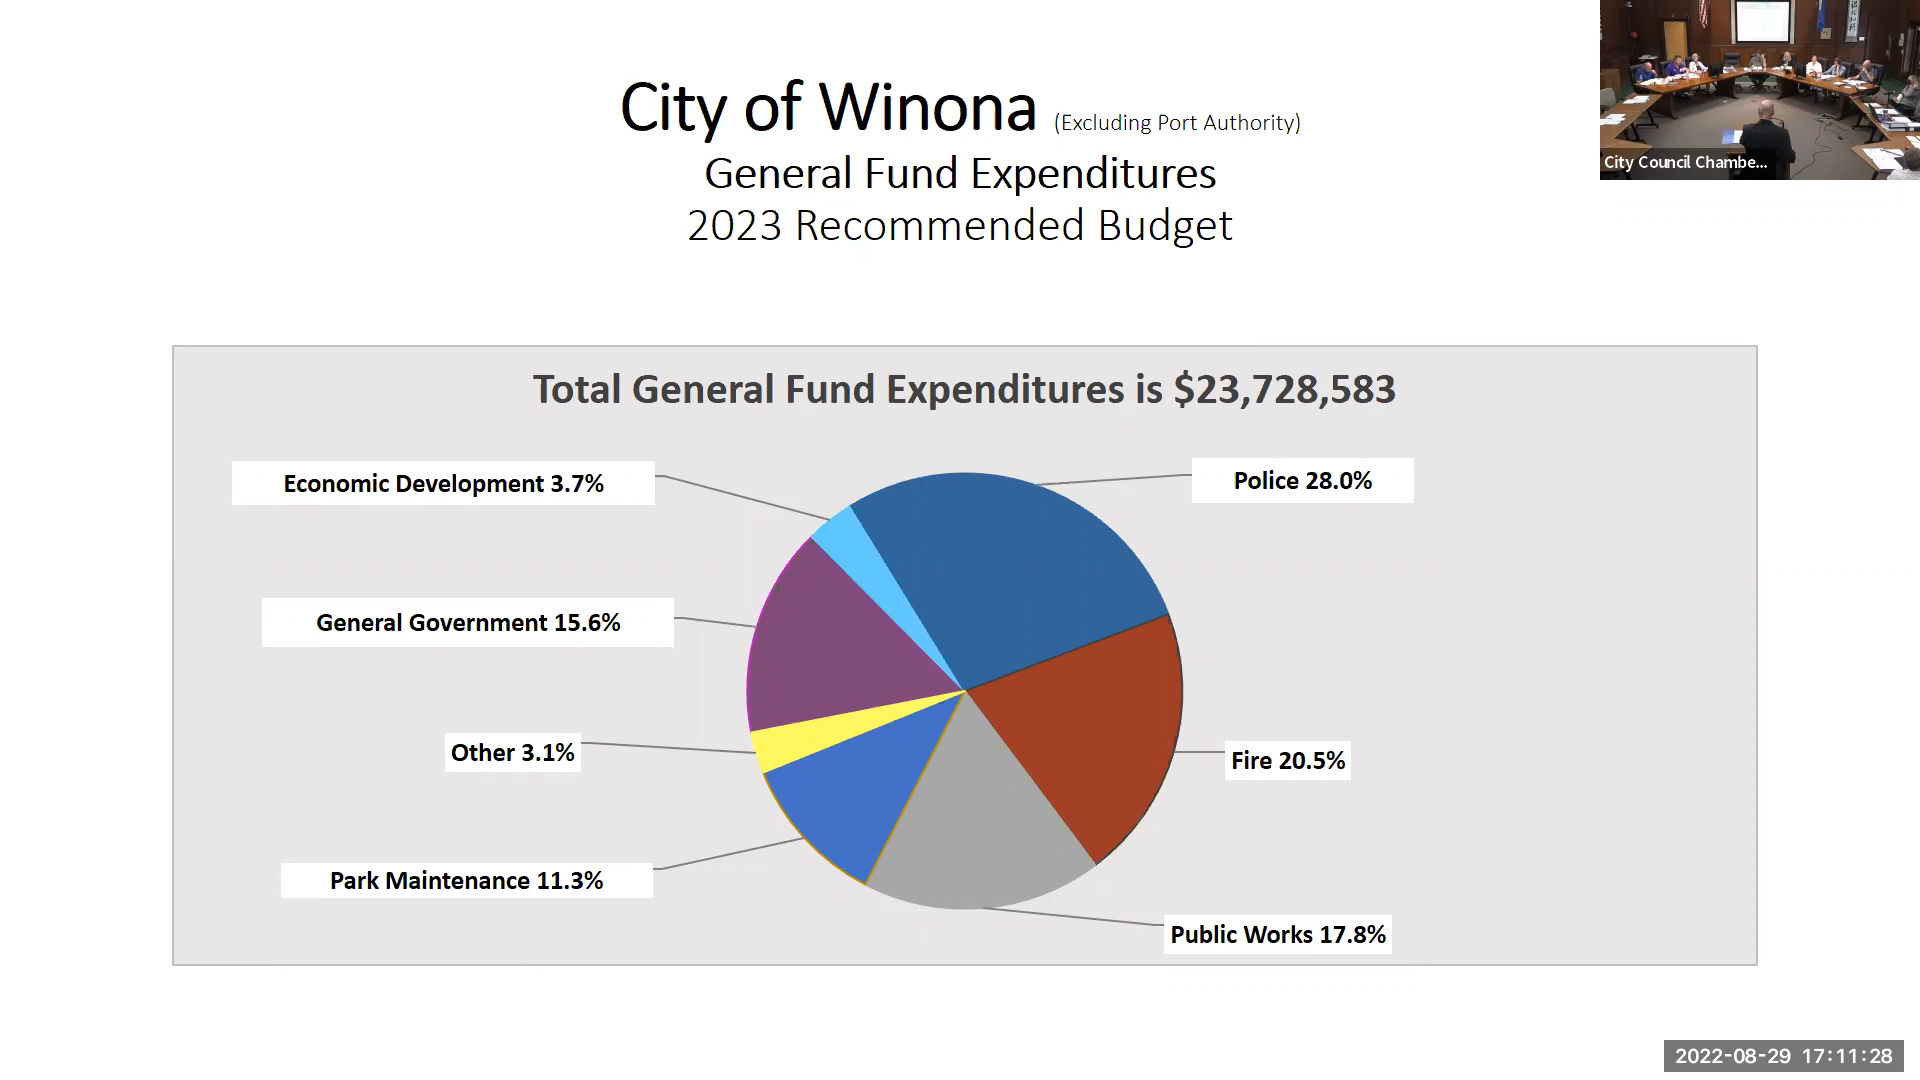 City of Winona (Excluding Port Authority)
General Fund Expenditures
2023 Recommended Budget
City Council Chambe...
Total General Fund Expenditures is $23,728,583
Economic Development 3.7%
Police 28.0%
General Government 15.6%
Other 3.1%
Fire 20.5%
Park Maintenance 11.3%
Public Works 17.8%
2022-08-29 17:11:28